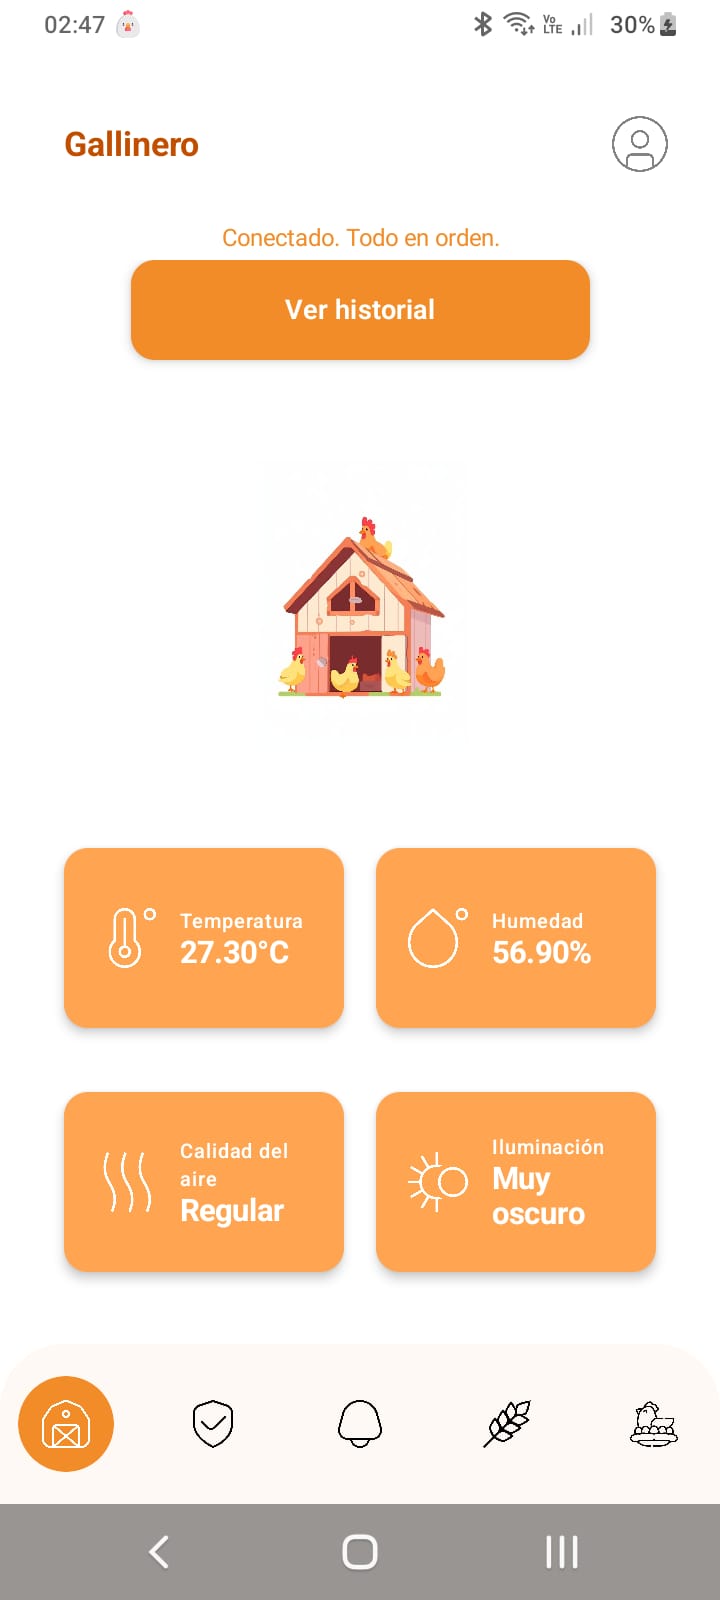 02:47
Vo
LTE
30%
Gallinero
Conectado. Todo en orden.
Ver historial
Temperatura
27.30°C
Humedad
56.90%
Calidad del
aire
Regular
Iluminación
Muy
oscuro